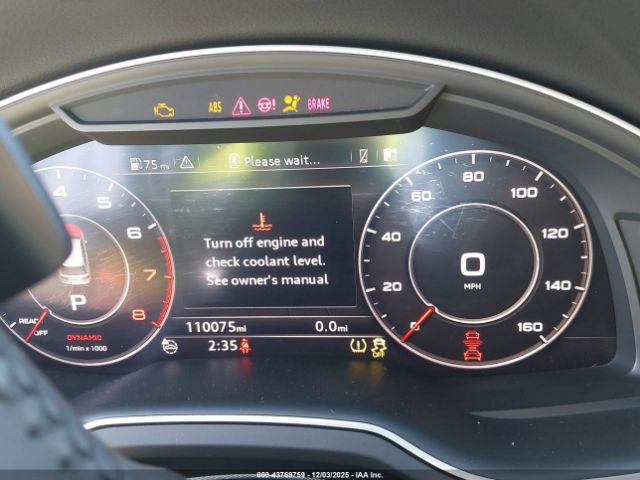 ABS BRAKE
75 mi Please wait...
4 5 6 7 8
READY
OFF
P
DYNAMIC
1/min x 1000
Turn off engine and
check coolant level.
See owner's manual
110075mi 0.0mi
2:35
OFF
0 20 40 60 80 100 120 140 160
0
MPH
000-43769759 - 12/03/2025 - IAA Inc.